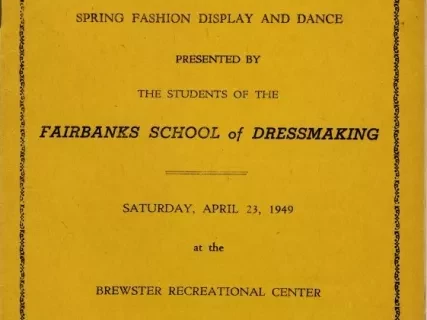 SPRING FASHION DISPLAY AND DANCE
PRESENTED BY
THE STUDENTS OF THE
FAIRBANKS SCHOOL of DRESSMAKING
SATURDAY, APRIL 23, 1949
at the
BREWSTER RECREATIONAL CENTER